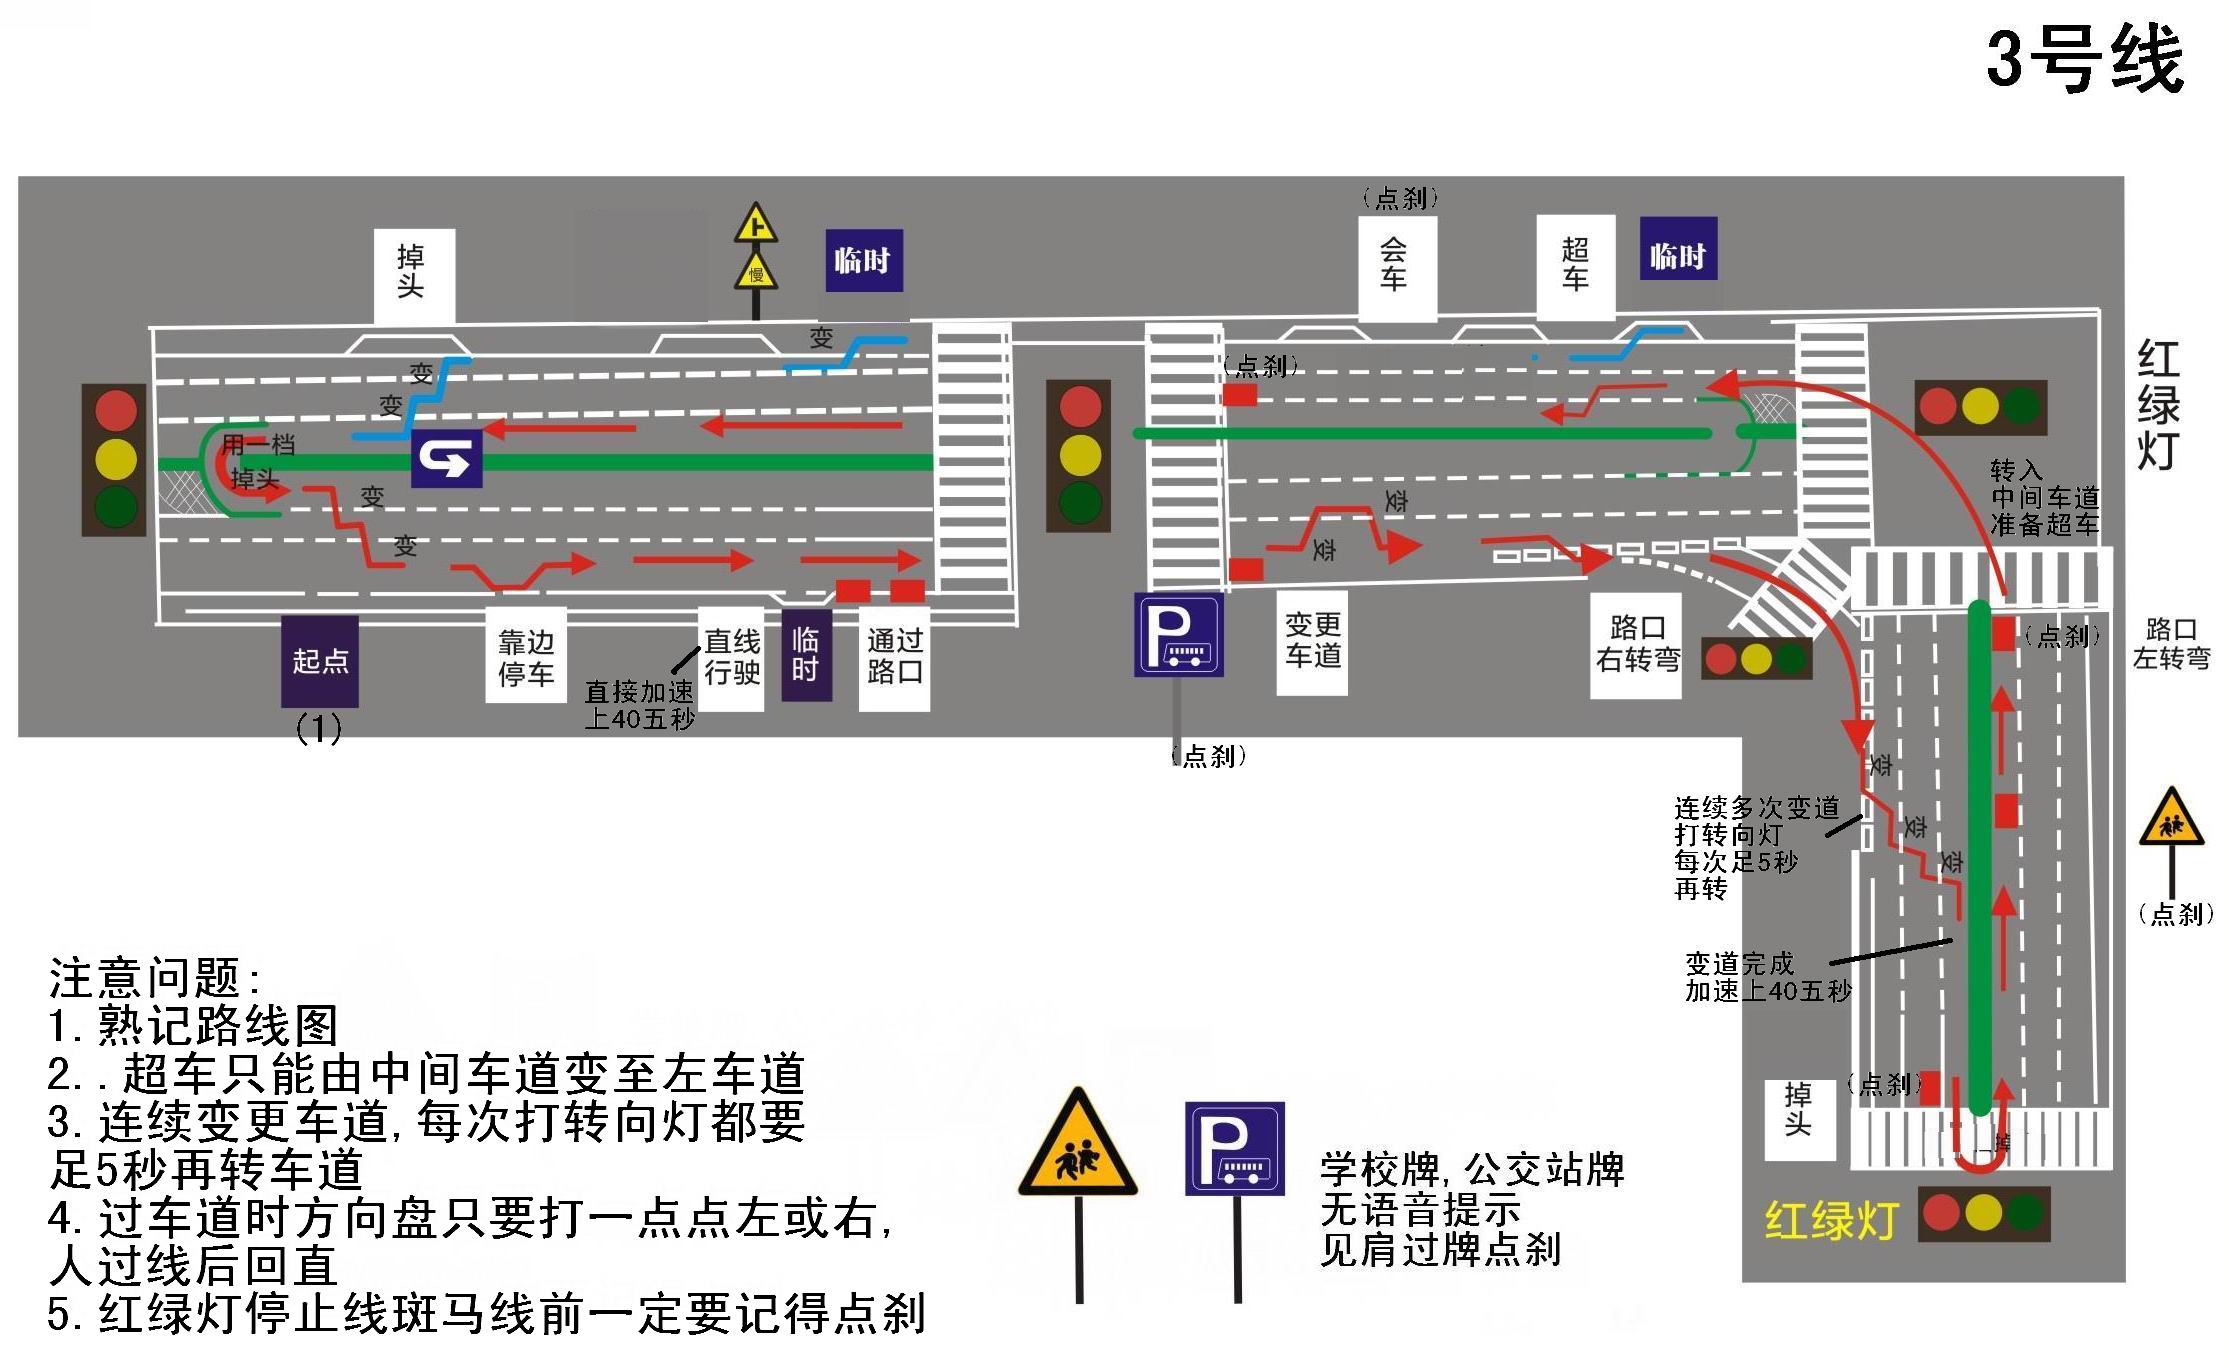 3号线
(点刹)
掉头
慢
临时
会车
超车
临时
变
变
变
(点刹)
红绿灯
用一档
掉头
变
变
变
变
转入
中间车道
准备超车
起点
(1)
靠边
停车
直线
行驶
直接加速
上40五秒
临时
通过
路口
P
(点刹)
变更
车道
路口
右转弯
(点刹)
路口
左转弯
变
变
变
连续多次变道
打转向灯
每次足5秒
再转
(点刹)
变道完成
加速上40五秒
掉头
(点刹)
掉
红绿灯
注意问题:
1.熟记路线图
2..超车只能由中间车道变至左车道
3.连续变更车道,每次打转向灯都要
足5秒再转车道
4.过车道时方向盘只要打一点点左或右,
人过线后回直
5.红绿灯停止线斑马线前一定要记得点刹
P
学校牌,公交站牌
无语音提示
见肩过牌点刹